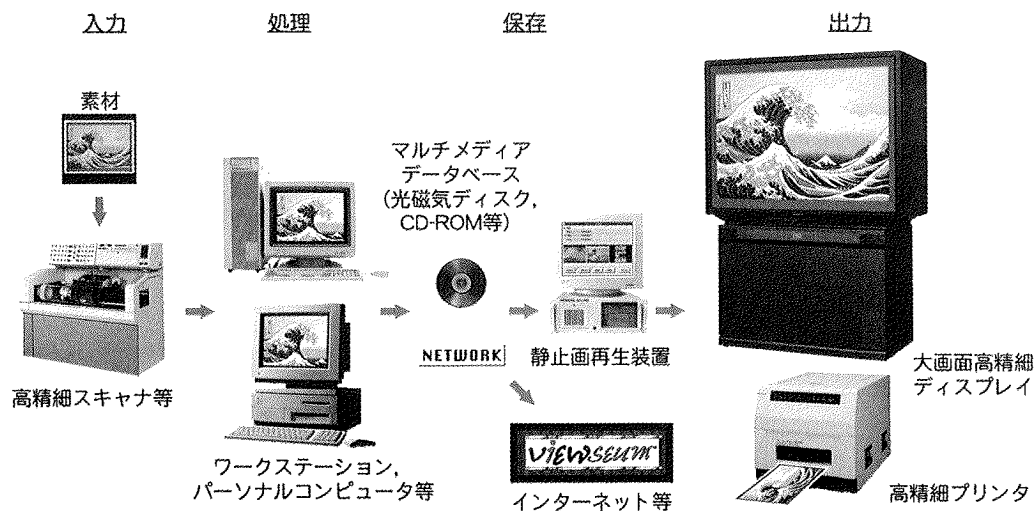 入力
処理
保存
出力
素材
高精細スキャナ等
ワークステーション,
パーソナルコンピュータ等
マルチメディア
データベース
(光磁気ディスク,
CD-ROM等)
NETWORK
静止画再生装置
VIEWSEUM
インターネット等
大画面高精細
ディスプレイ
高精細プリンタ